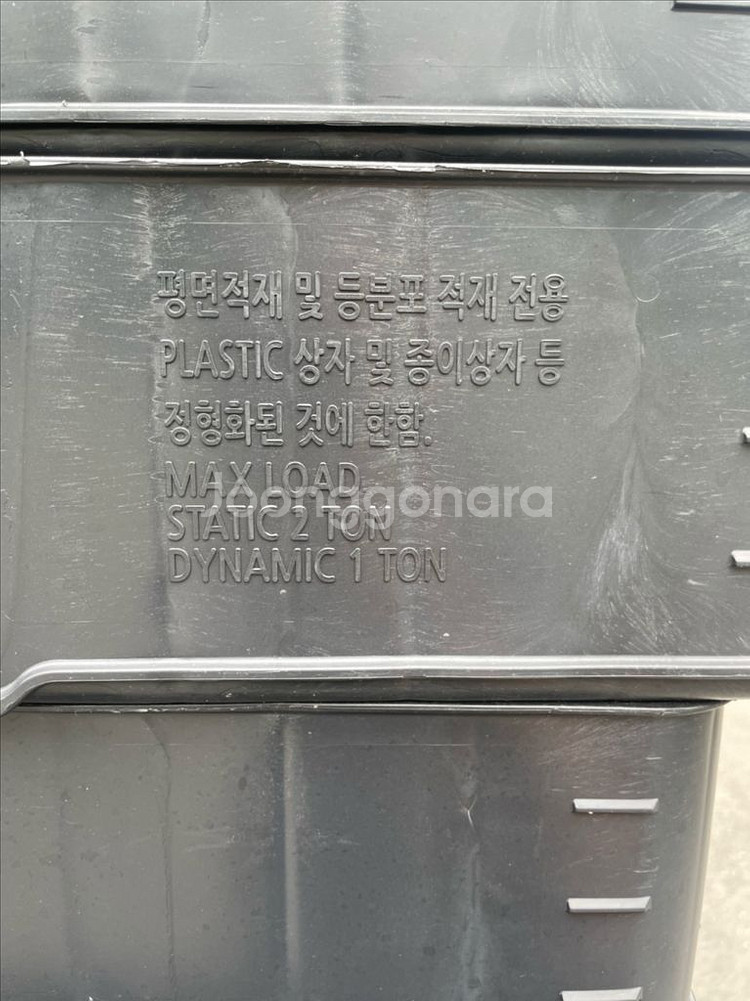 평면적재 및 등분포 적재 전용
PLASTIC 상자 및 종이상자 등
정형화된 것에 한함.
MAX LOAD
Joonggonara
STATIC 2 TON
DYNAMIC 1 TON